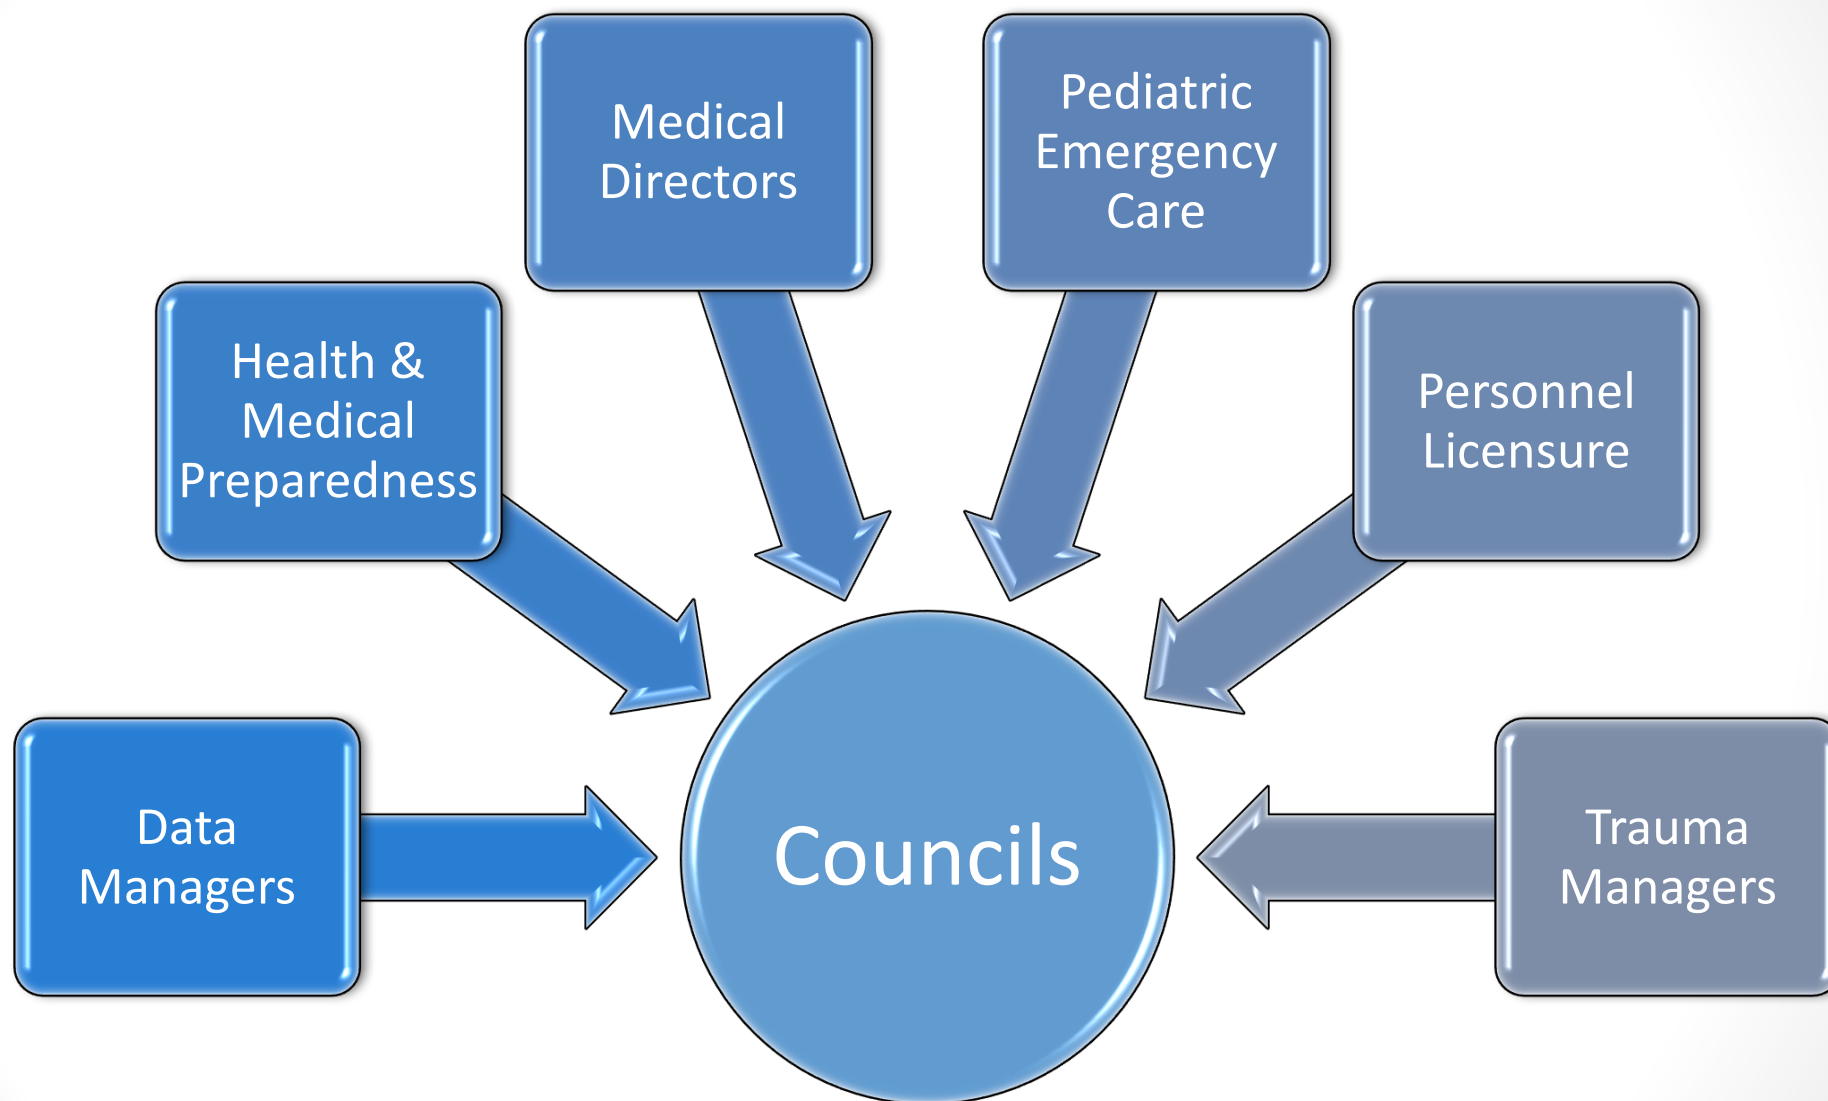 Medical
Directors
Pediatric
Emergency
Care
Health &
Medical
Preparedness
Personnel
Licensure
Data
Managers
Councils
Trauma
Managers